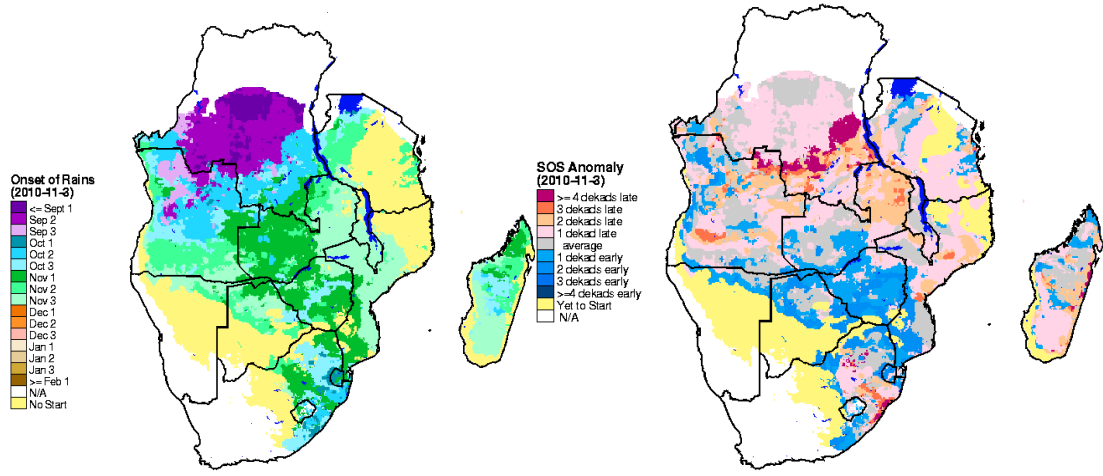 Onset of Rains
(2010-11-3)
<= Sept 1
Sep 2
Sep 3
Oct 1
Oct 2
Oct 3
Nov 1
Nov 2
Nov 3
Dec 1
Dec 2
Dec 3
Jan 1
Jan 2
Jan 3
>= Feb 1
N/A
No Start
SOS Anomaly
(2010-11-3)
>= 4 dekads late
3 dekads late
2 dekads late
1 dekad late
average
1 dekad early
2 dekads early
3 dekads early
>=4 dekads early
Yet to Start
N/A